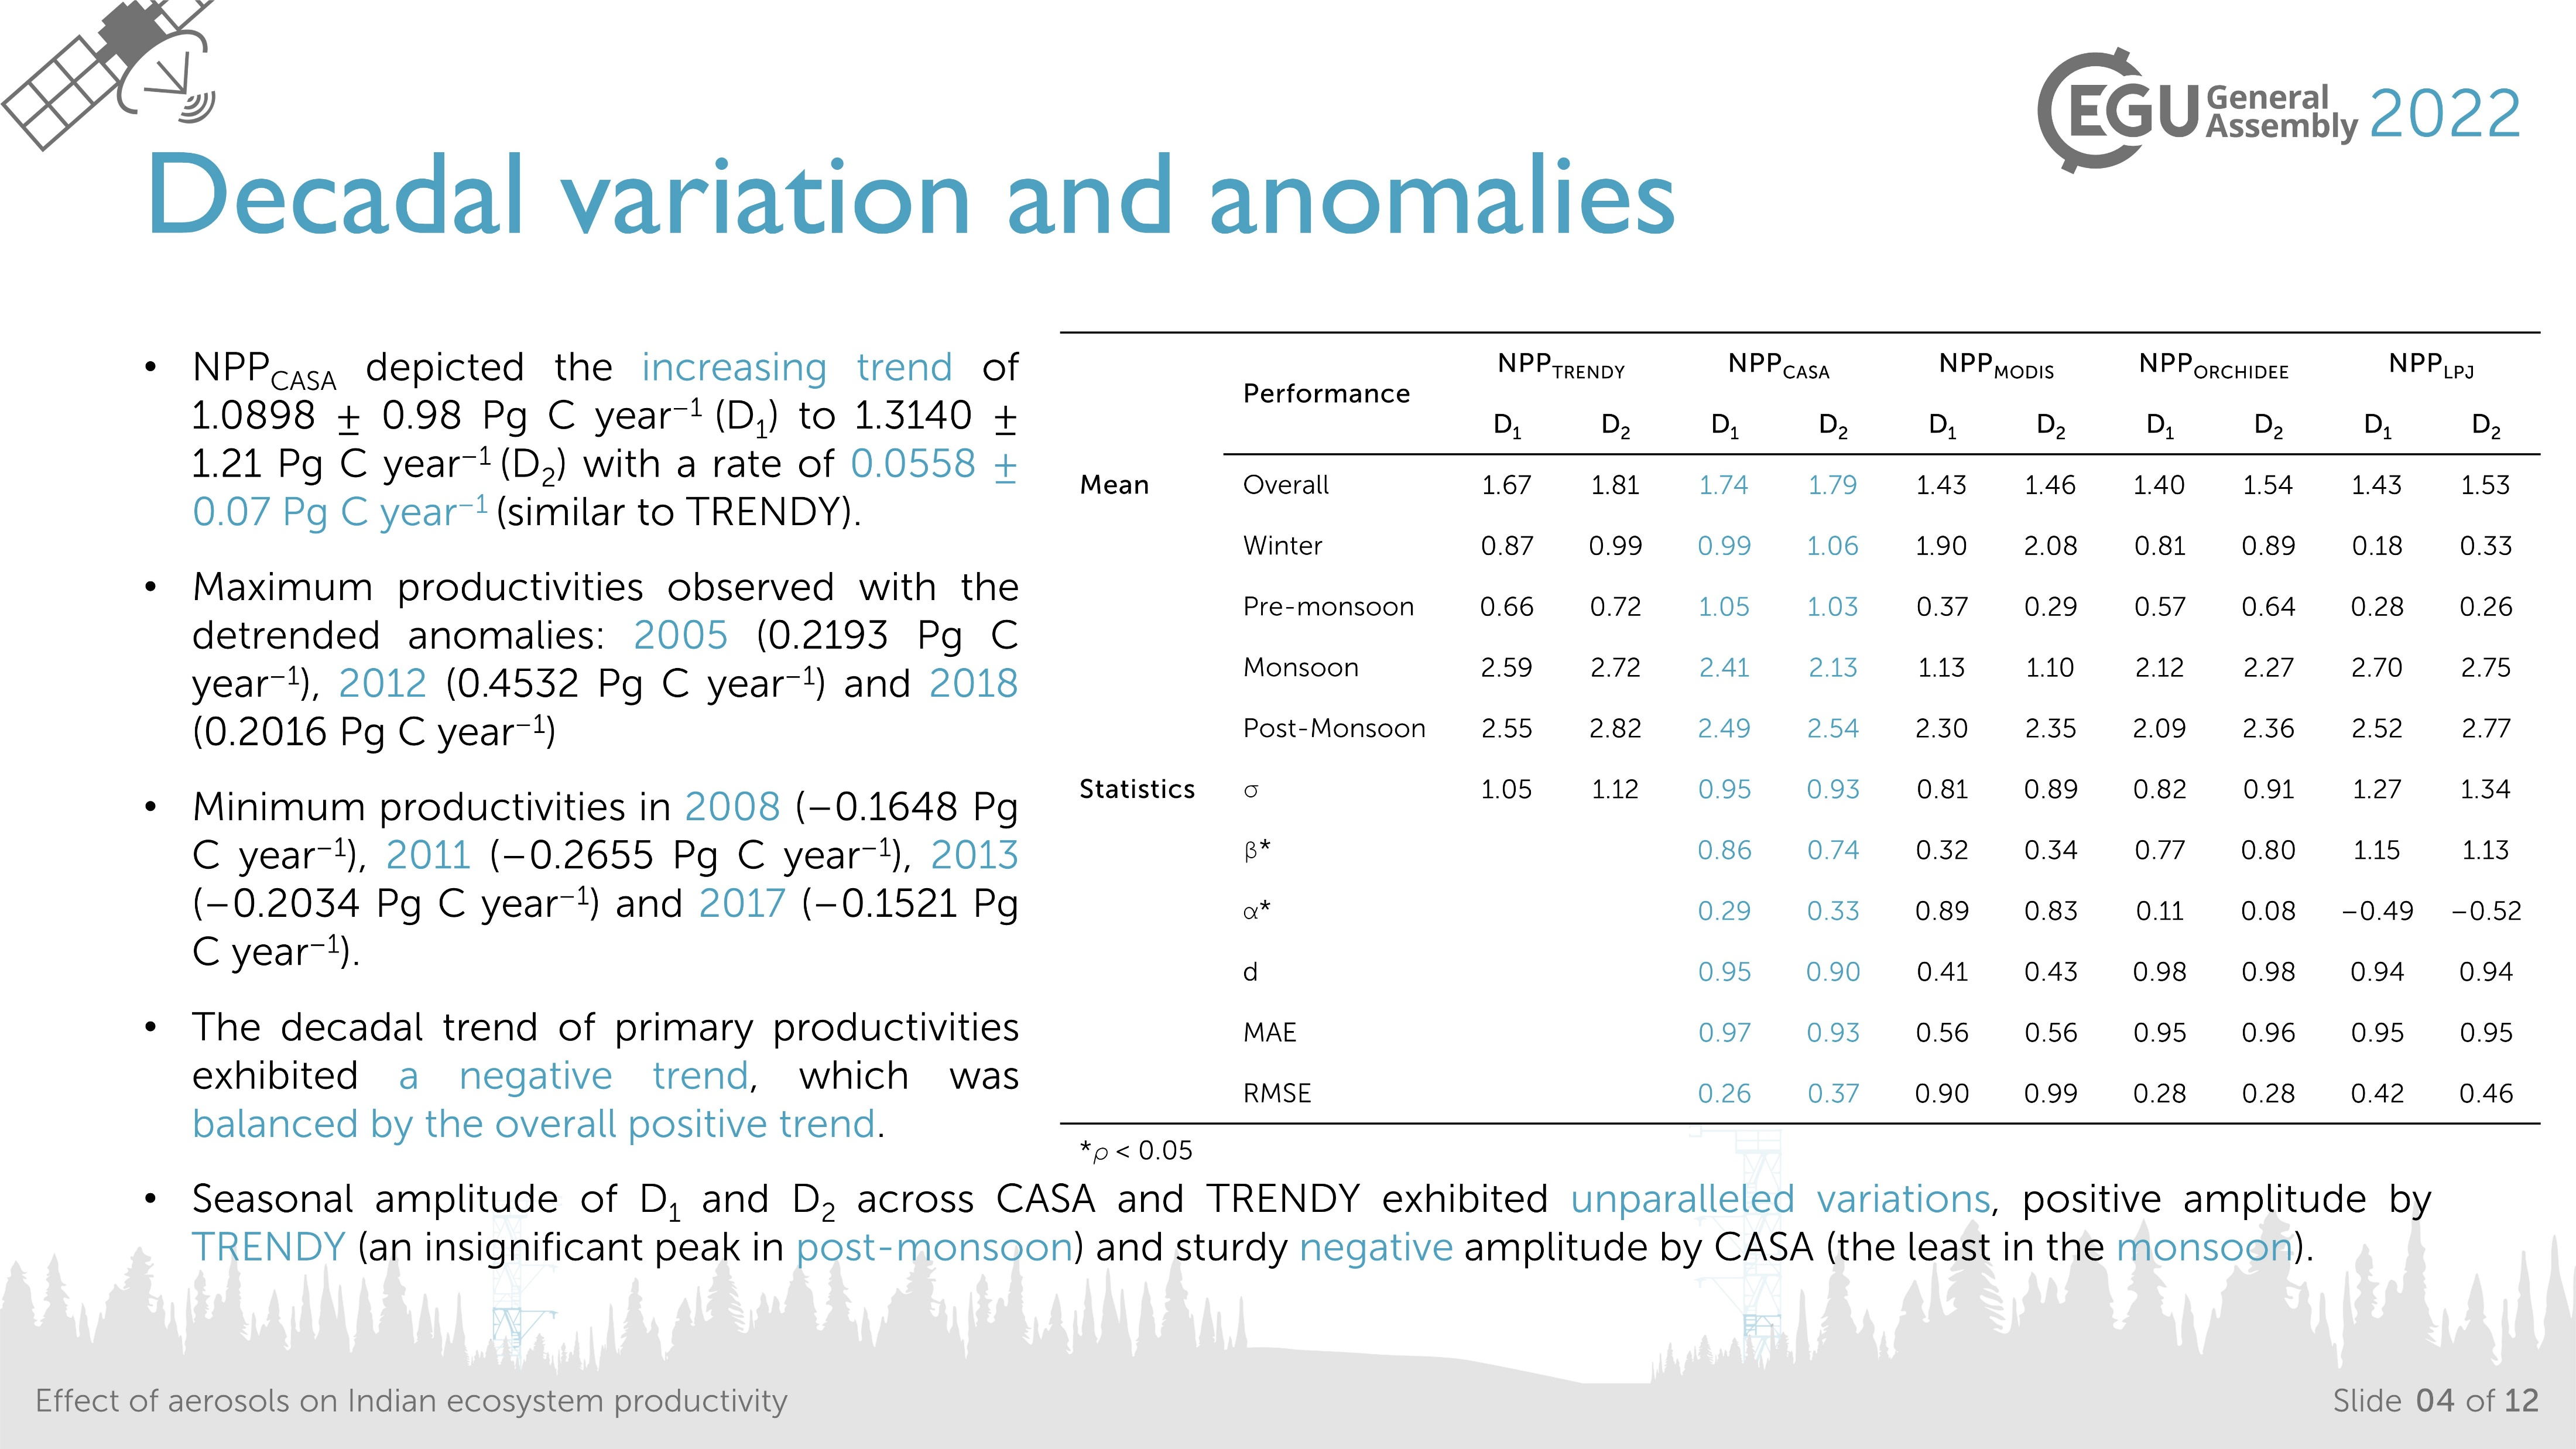 EGU General Assembly 2022
Decadal variation and anomalies
• NPPCASA depicted the increasing trend of
1.0898 ± 0.98 Pg C year−1 (D1) to 1.3140 ±
1.21 Pg C year−1 (D2) with a rate of 0.0558 ±
0.07 Pg C year−1 (similar to TRENDY).
• Maximum productivities observed with the
detrended anomalies: 2005 (0.2193 Pg C
year−1), 2012 (0.4532 Pg C year−1) and 2018
(0.2016 Pg C year−1)
• Minimum productivities in 2008 (−0.1648 Pg
C year−1), 2011 (−0.2655 Pg C year−1), 2013
(−0.2034 Pg C year−1) and 2017 (−0.1521 Pg
C year−1).
• The decadal trend of primary productivities
exhibited a negative trend, which was
balanced by the overall positive trend.
Performance NPPTRENDY NPPCASA NPPMODIS NPPORCHIDEE NPPLPJ
D1 D2 D1 D2 D1 D2 D1 D2 D1 D2
Mean Overall 1.67 1.81 1.74 1.79 1.43 1.46 1.40 1.54 1.43 1.53
Winter 0.87 0.99 0.99 1.06 1.90 2.08 0.81 0.89 0.18 0.33
Pre-monsoon 0.66 0.72 1.05 1.03 0.37 0.29 0.57 0.64 0.28 0.26
Monsoon 2.59 2.72 2.41 2.13 1.13 1.10 2.12 2.27 2.70 2.75
Post-Monsoon 2.55 2.82 2.49 2.54 2.30 2.35 2.09 2.36 2.52 2.77
Statistics σ 1.05 1.12 0.95 0.93 0.81 0.89 0.82 0.91 1.27 1.34
β* 0.86 0.74 0.32 0.34 0.77 0.80 1.15 1.13
α* 0.29 0.33 0.89 0.83 0.11 0.08 −0.49 −0.52
d 0.95 0.90 0.41 0.43 0.98 0.98 0.94 0.94
MAE 0.97 0.93 0.56 0.56 0.95 0.96 0.95 0.95
RMSE 0.26 0.37 0.90 0.99 0.28 0.28 0.42 0.46
*ρ < 0.05
• Seasonal amplitude of D1 and D2 across CASA and TRENDY exhibited unparalleled variations, positive amplitude by
TRENDY (an insignificant peak in post-monsoon) and sturdy negative amplitude by CASA (the least in the monsoon).
Effect of aerosols on Indian ecosystem productivity
Slide 04 of 12